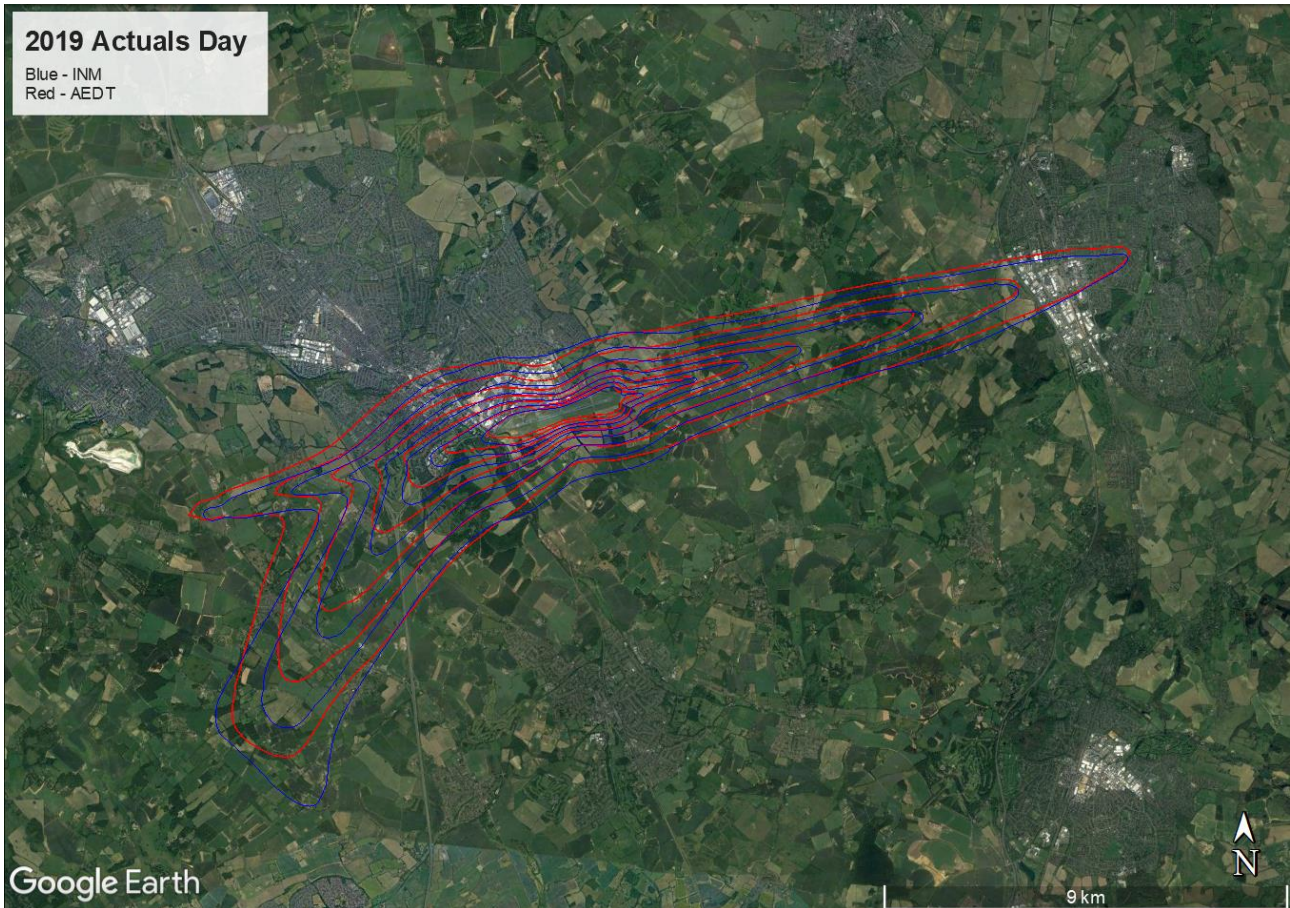 2019 Actuals Day
Blue - INM
Red - AEDT
Google Earth
9 km
N